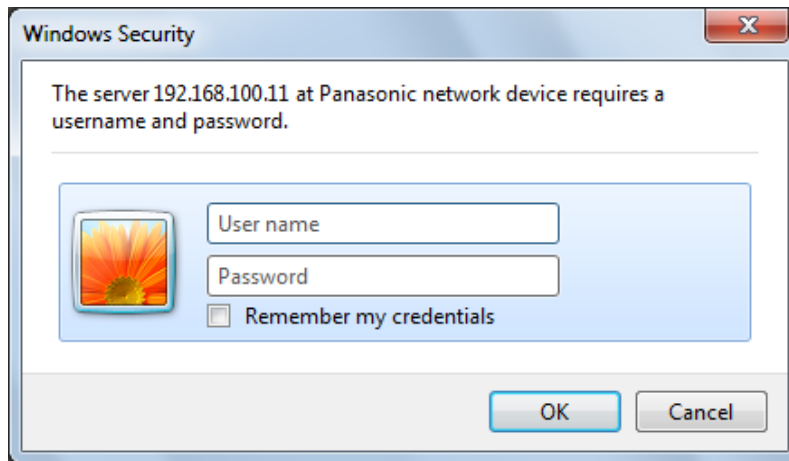 Windows Security
The server 192.168.100.11 at Panasonic network device requires a
username and password.
User name
Password
Remember my credentials
OK
Cancel